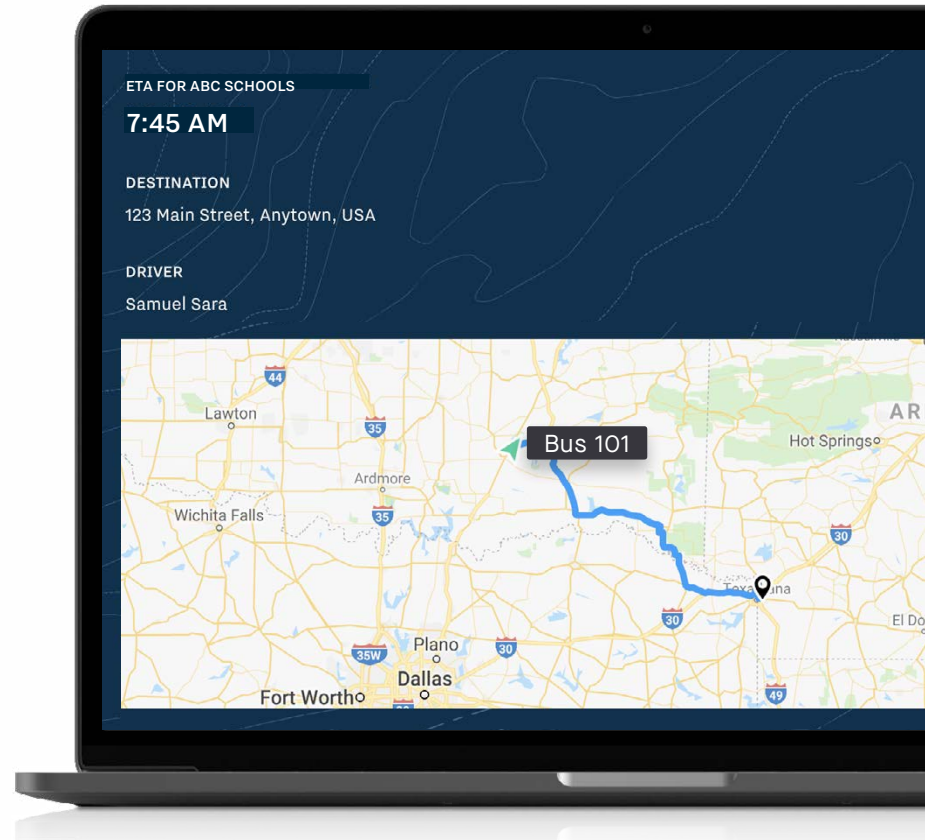 ETA FOR ABC SCHOOLS
7:45 AM
DESTINATION
123 Main Street, Anytown, USA
DRIVER
Samuel Sara
44
Lawton
35
AR
Bus 101
Hot Springs
Ardmore
Wichita Falls
35
30
30
El Do
Plano
35W
30
Dallas
Fort Worth
49